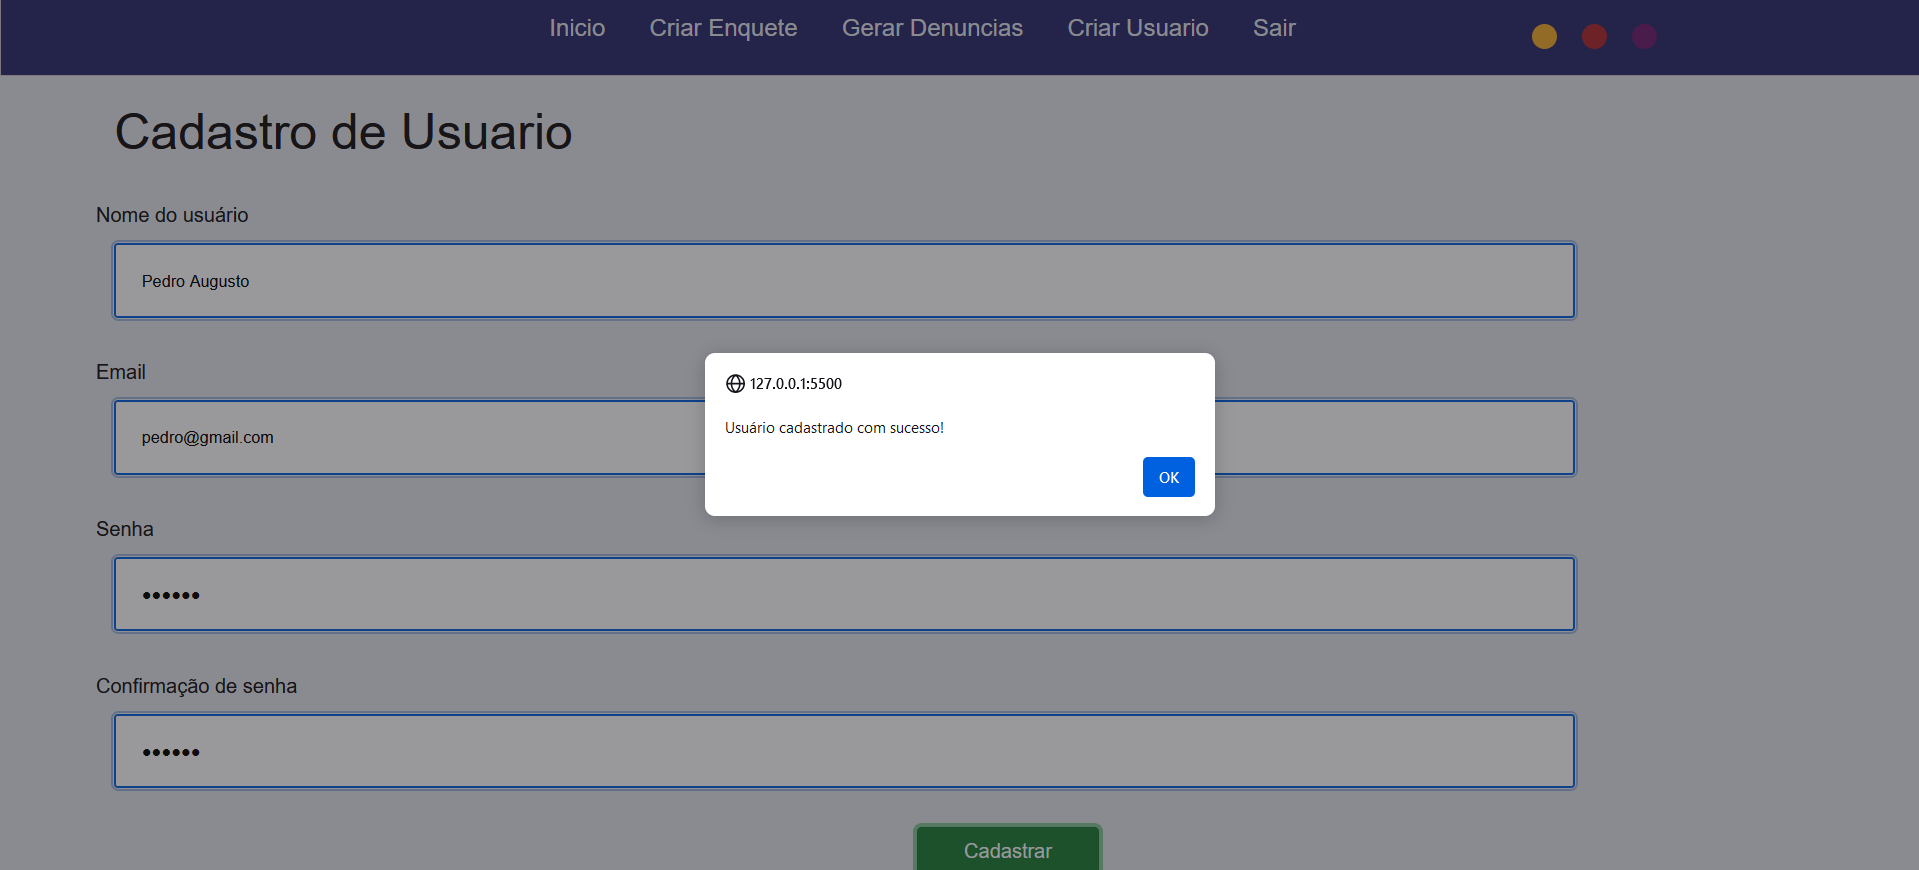 Inicio Criar Enquete Gerar Denuncias Criar Usuario Sair
Cadastro de Usuario
Nome do usuário
Pedro Augusto
Email
pedro@gmail.com
127.0.0.1:5500
Usuário cadastrado com sucesso!
OK
Senha
••••••
Confirmação de senha
••••••
Cadastrar